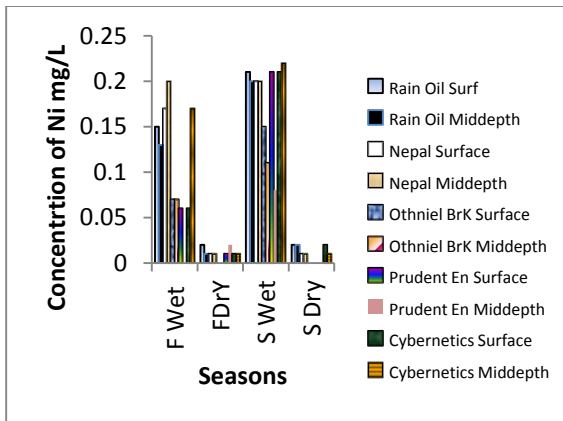 Concentrtion of Ni mg/L
0.25
0.2
0.15
0.1
0.05
0
F Wet
FDrY
S Wet
S Dry
Seasons
Rain Oil Surf
Rain Oil Middepth
Nepal Surface
Nepal Middepth
Othniel BrK Surface
Othniel BrK Middepth
Prudent En Surface
Prudent En Middepth
Cybernetics Surface
Cybernetics Middepth